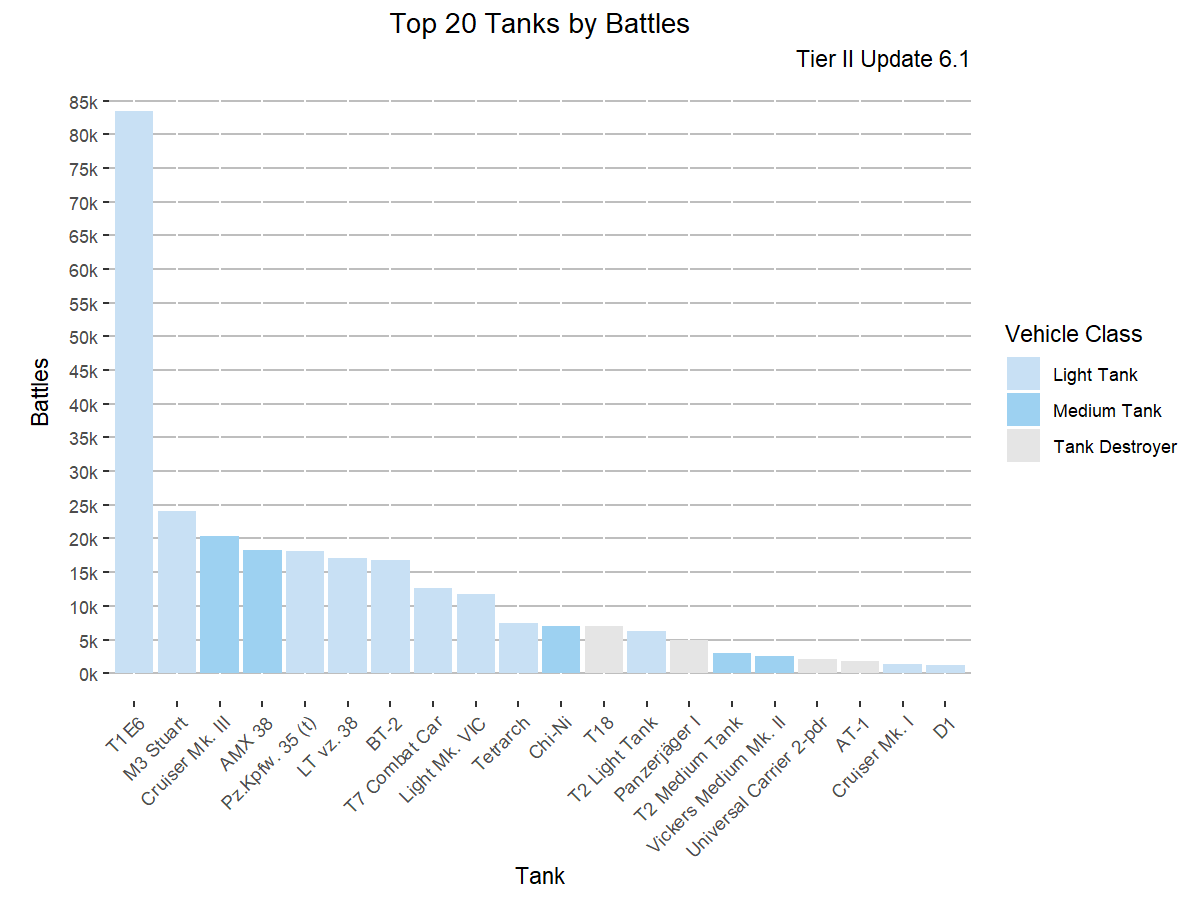 Top 20 Tanks by Battles
Tier II Update 6.1
85k
80k
75k
70k
65k
60k
55k
50k
45k
40k
35k
30k
25k
20k
15k
10k
5k
0k
Battles
T1E6
M3 Stuart
Cruiser Mk. III
AMX 38
Pz.Kpfw. 35 (t)
LT vz. 38
BT-2
T7 Combat Car
Light Mk. VIC
Tetrarch
Chi-Ni
T18
T2 Light Tank
Panzerjäger I
T2 Medium Tank
Vickers Medium Mk. II
Universal Carrier 2-pdr
AT-1
Cruiser Mk. I
D1
Tank
Vehicle Class
Light Tank
Medium Tank
Tank Destroyer